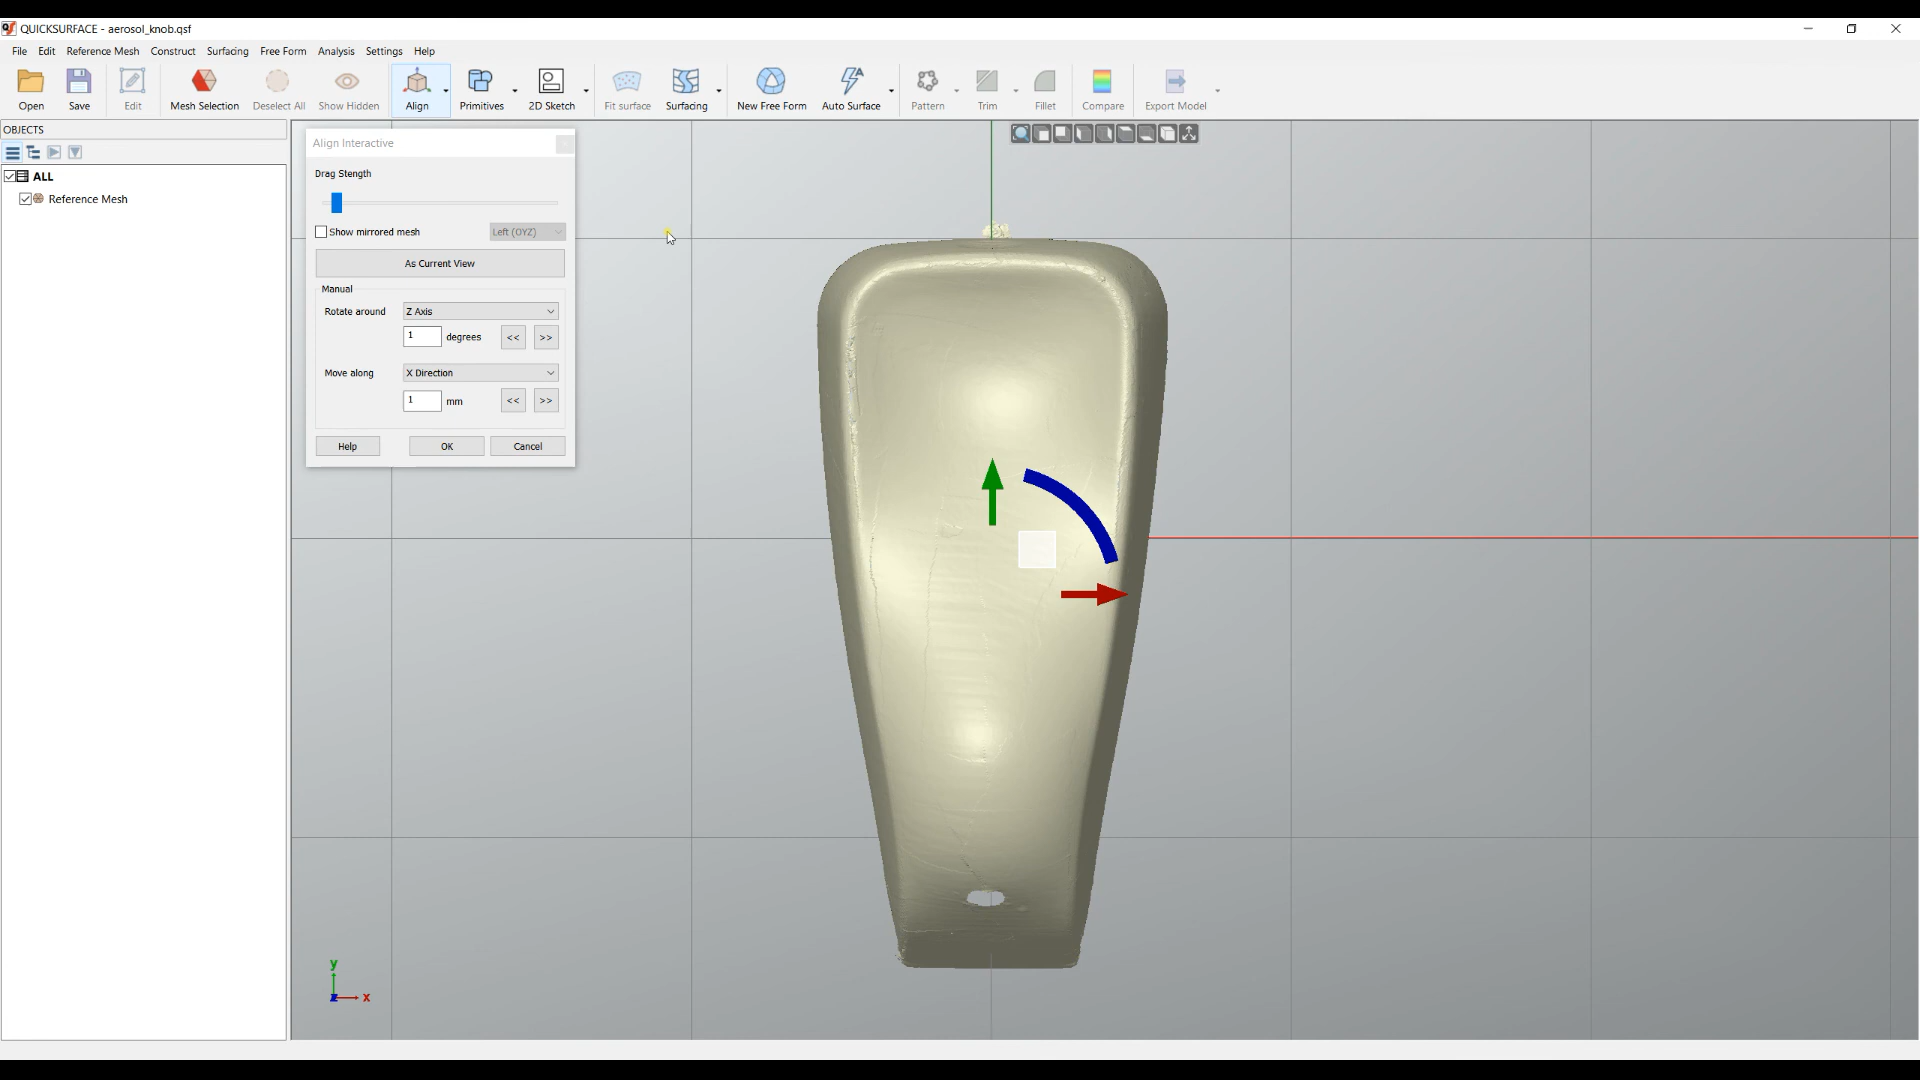 QUICKSURFACE - aerosol_knob.qsf
File Edit Reference Mesh Construct Surfacing Free Form Analysis Settings Help
Open Save Edit Mesh Selection Deselect All Show Hidden Align Primitives 2D Sketch Fit surface Surfacing New Free Form Auto Surface Pattern Trim Fillet Compare Export Model
OBJECTS
ALL
Reference Mesh
Align Interactive
Drag Stength
Show mirrored mesh Left (OYZ)
As Current View
Manual
Rotate around Z Axis
1 degrees << >>
Move along X Direction
1 mm << >>
Help OK Cancel
y
z x